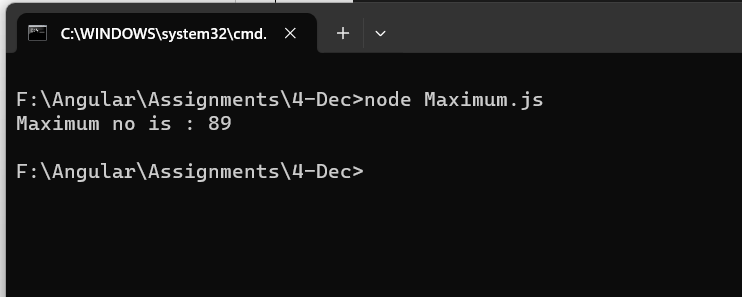 C:\WINDOWS\system32\cmd.
F:\Angular\Assignments\4-Dec>node Maximum.js
Maximum no is : 89
F:\Angular\Assignments\4-Dec>